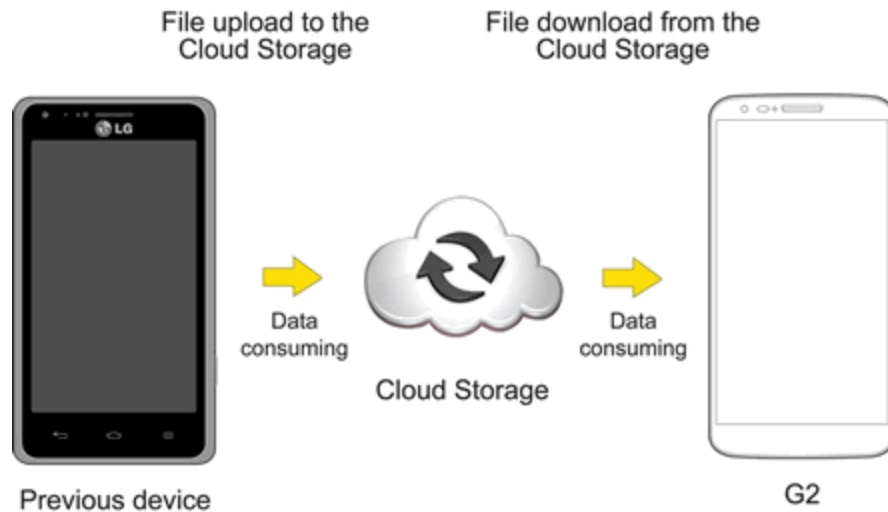 File upload to the
Cloud Storage
File download from the
Cloud Storage
LG
Data
consuming
Data
consuming
Cloud Storage
Previous device
G2